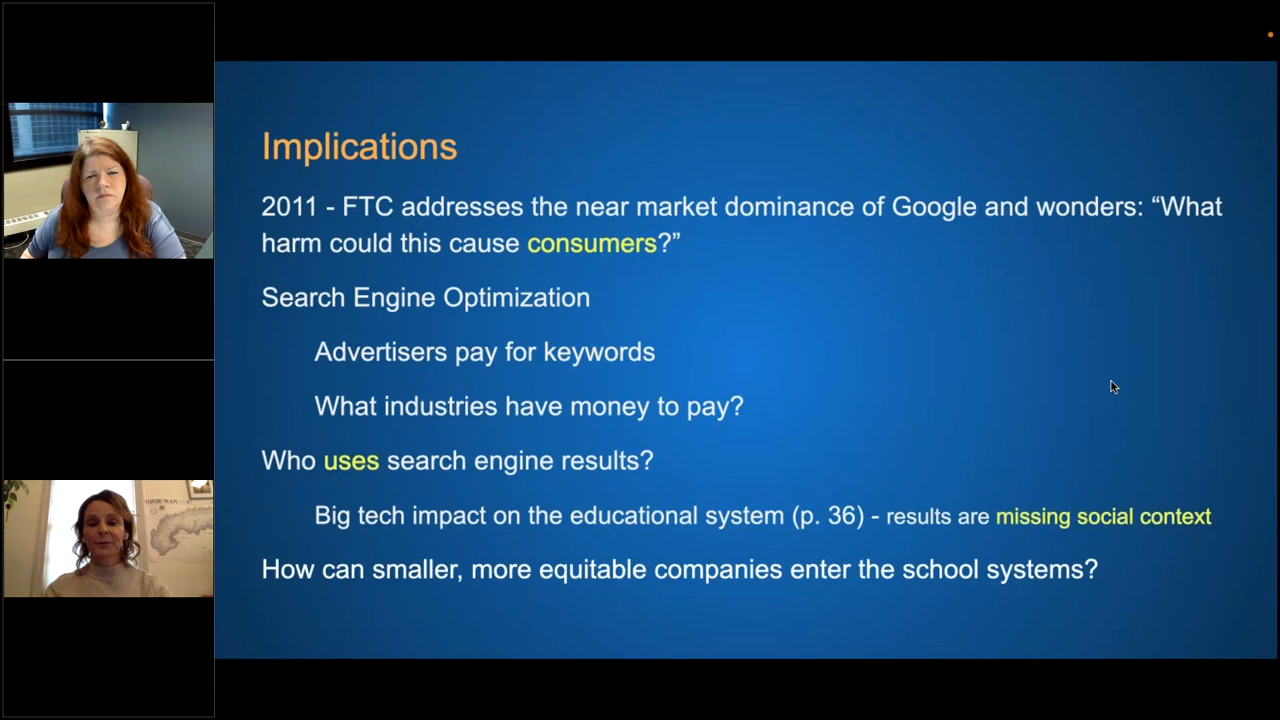 Implications
2011 - FTC addresses the near market dominance of Google and wonders: “What
harm could this cause consumers?”
Search Engine Optimization
Advertisers pay for keywords
What industries have money to pay?
Who uses search engine results?
Big tech impact on the educational system (p. 36) - results are missing social context
How can smaller, more equitable companies enter the school systems?
EXPLORE THE ALPS